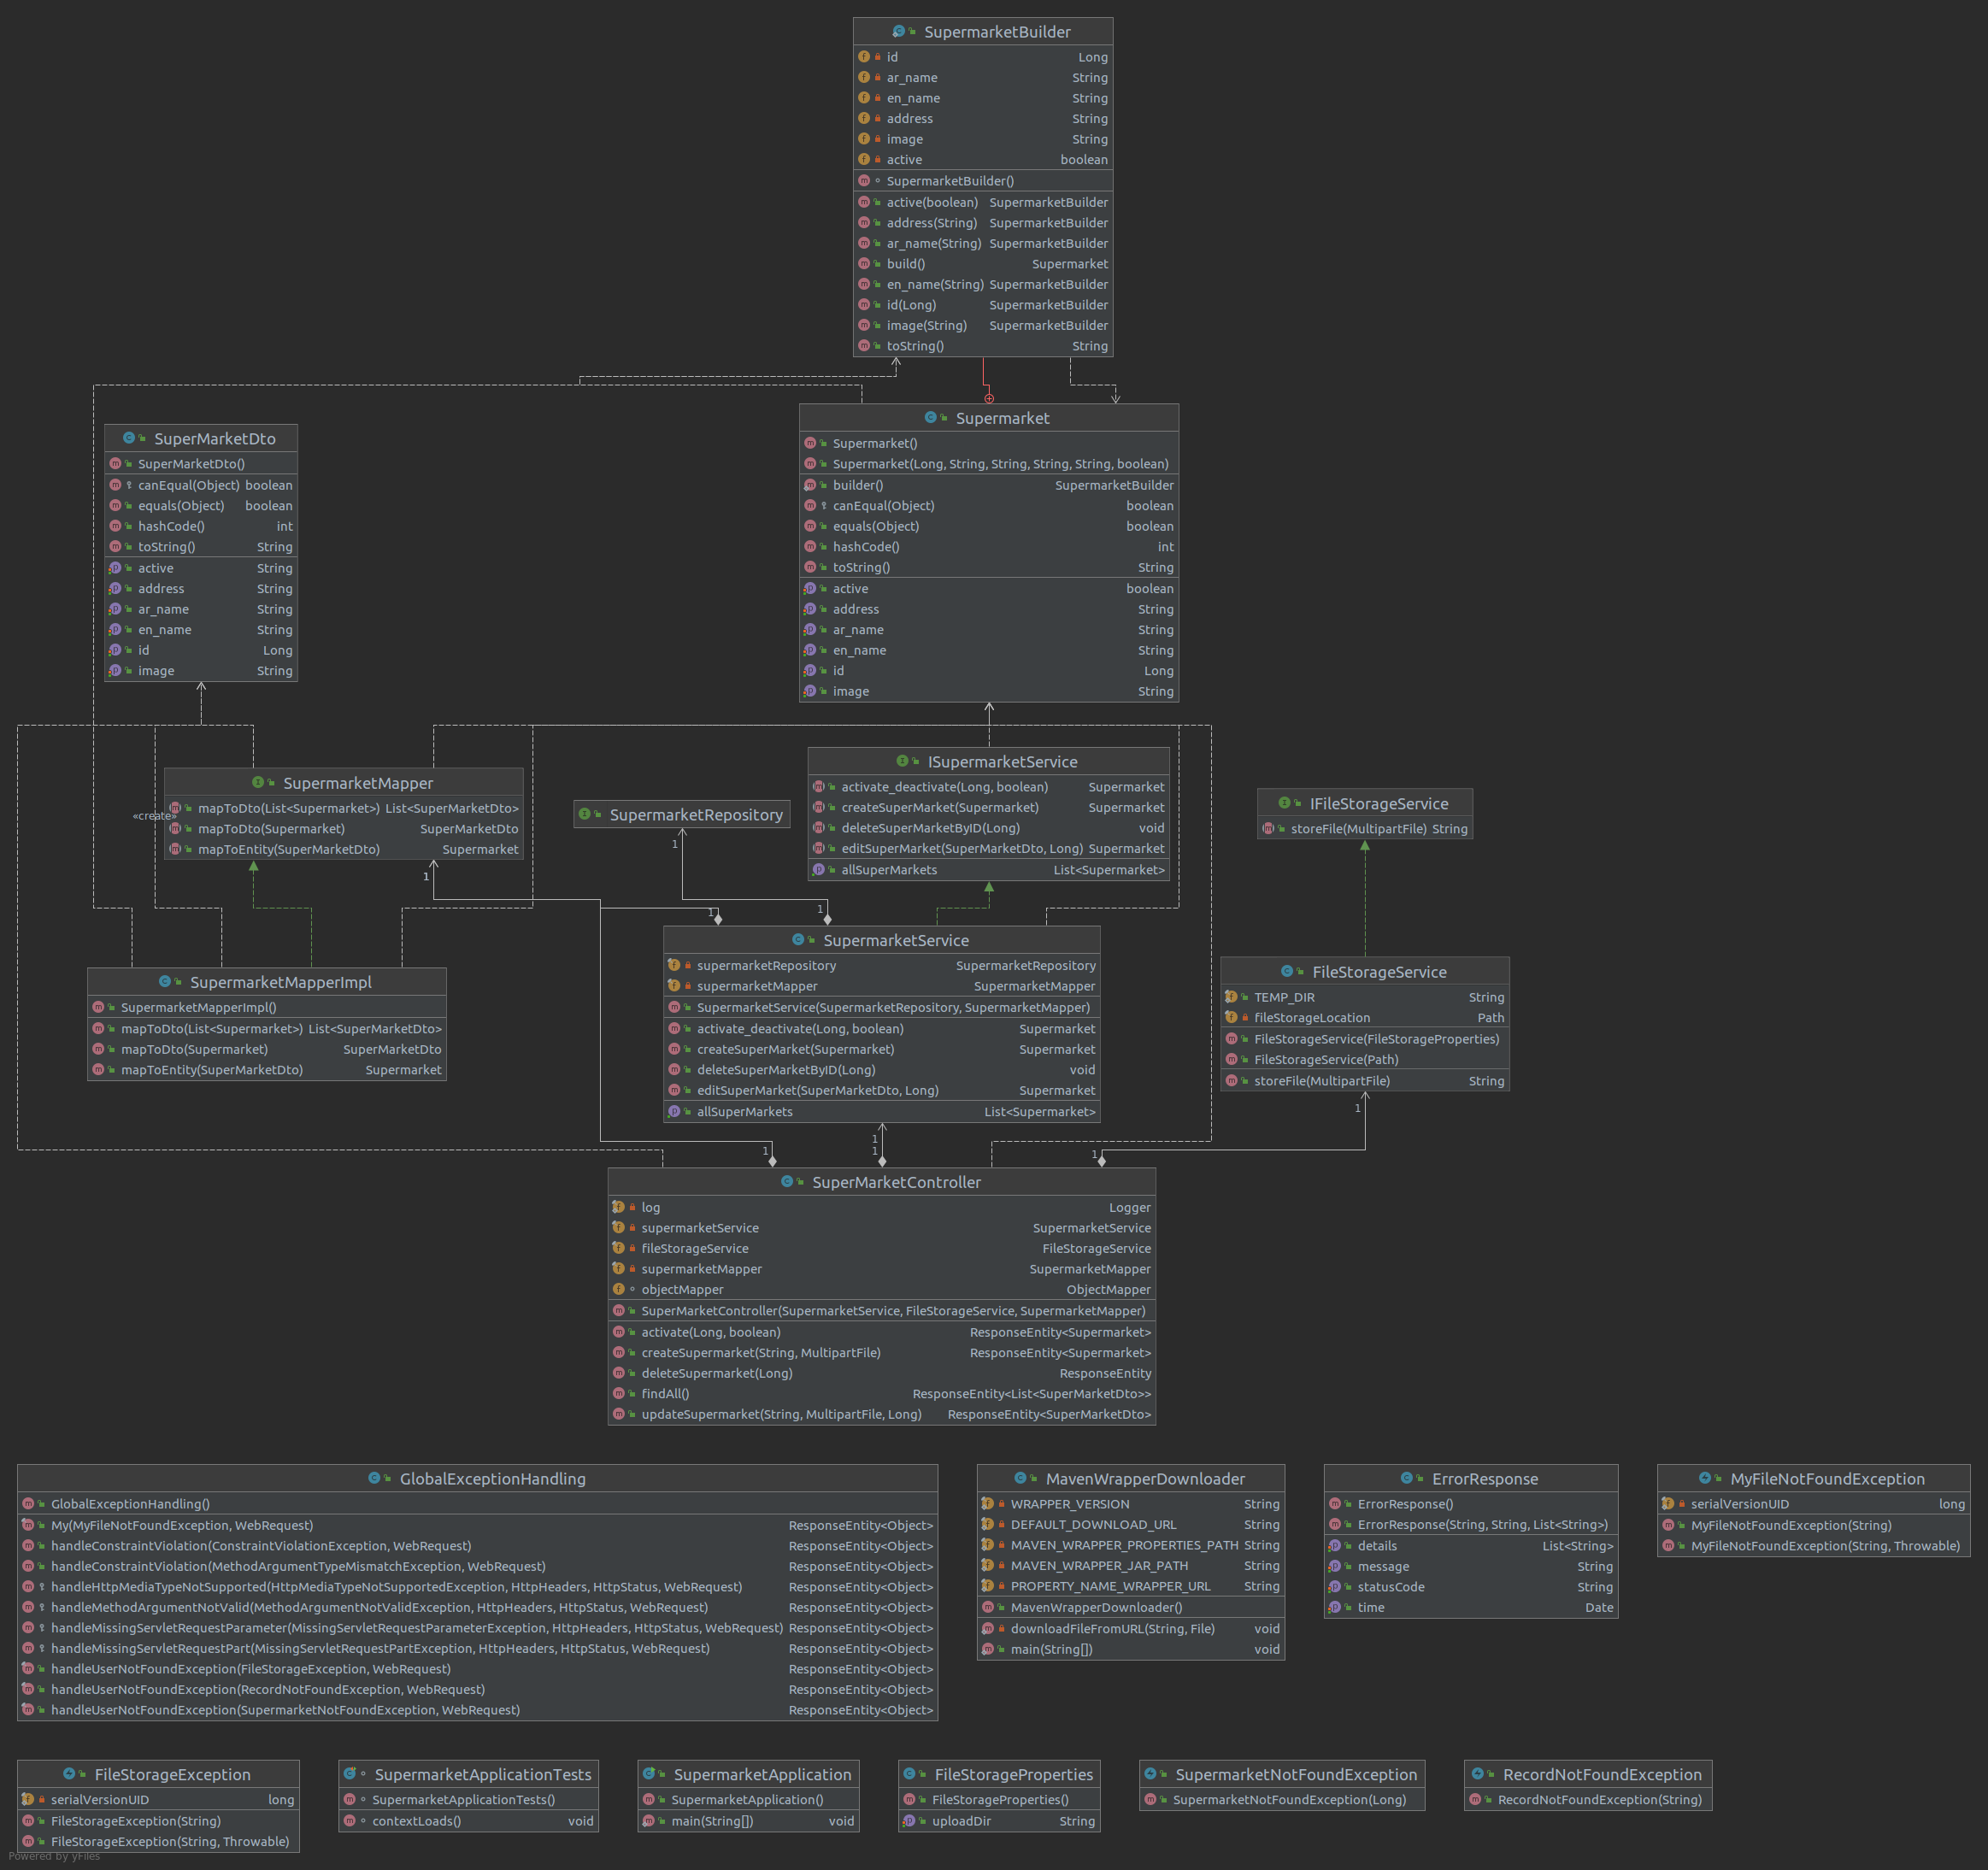 SupermarketBuilder
id Long
ar_name String
en_name String
address String
image String
active boolean
SupermarketBuilder()
active(boolean) SupermarketBuilder
address(String) SupermarketBuilder
ar_name(String) SupermarketBuilder
build() Supermarket
en_name(String) SupermarketBuilder
id(Long) SupermarketBuilder
image(String) SupermarketBuilder
toString() String
SuperMarketDto
SuperMarketDto()
canEqual(Object) boolean
equals(Object) boolean
hashCode() int
toString() String
active String
address String
ar_name String
en_name String
id Long
image String
Supermarket
Supermarket()
Supermarket(Long, String, String, String, String, boolean)
builder() SupermarketBuilder
canEqual(Object) boolean
equals(Object) boolean
hashCode() int
toString() String
active boolean
address String
ar_name String
en_name String
id Long
image String
SupermarketMapper
mapToDto(List<Supermarket>) List<SuperMarketDto>
«create»
mapToDto(Supermarket) SuperMarketDto
mapToEntity(SuperMarketDto) Supermarket
SupermarketRepository
ISupermarketService
activate_deactivate(Long, boolean) Supermarket
createSuperMarket(Supermarket) Supermarket
deleteSuperMarketByID(Long) void
editSuperMarket(SuperMarketDto, Long) Supermarket
allSuperMarkets List<Supermarket>
IFileStorageService
storeFile(MultipartFile) String
1
1
1
1
SupermarketMapperImpl
SupermarketMapperImpl()
mapToDto(List<Supermarket>) List<SuperMarketDto>
mapToDto(Supermarket) SuperMarketDto
mapToEntity(SuperMarketDto) Supermarket
SupermarketService
supermarketRepository SupermarketRepository
supermarketMapper SupermarketMapper
SupermarketService(SupermarketRepository, SupermarketMapper)
activate_deactivate(Long, boolean) Supermarket
createSuperMarket(Supermarket) Supermarket
deleteSuperMarketByID(Long) void
editSuperMarket(SuperMarketDto, Long) Supermarket
allSuperMarkets List<Supermarket>
FileStorageService
TEMP_DIR String
fileStorageLocation Path
FileStorageService(FileStorageProperties)
FileStorageService(Path)
storeFile(MultipartFile) String
1
1
1
1
1
SuperMarketController
log Logger
supermarketService SupermarketService
fileStorageService FileStorageService
supermarketMapper SupermarketMapper
objectMapper ObjectMapper
SuperMarketController(SupermarketService, FileStorageService, SupermarketMapper)
activate(Long, boolean) ResponseEntity<Supermarket>
createSupermarket(String, MultipartFile) ResponseEntity<Supermarket>
deleteSupermarket(Long) ResponseEntity
findAll() ResponseEntity<List<SuperMarketDto>>
updateSupermarket(String, MultipartFile, Long) ResponseEntity<SuperMarketDto>
GlobalExceptionHandling
GlobalExceptionHandling()
My(MyFileNotFoundException, WebRequest) ResponseEntity<Object>
handleConstraintViolation(ConstraintViolationException, WebRequest) ResponseEntity<Object>
handleConstraintViolation(MethodArgumentTypeMismatchException, WebRequest) ResponseEntity<Object>
handleHttpMediaTypeNotSupported(HttpMediaTypeNotSupportedException, HttpHeaders, HttpStatus, WebRequest) ResponseEntity<Object>
handleMethodArgumentNotValid(MethodArgumentNotValidException, HttpHeaders, HttpStatus, WebRequest) ResponseEntity<Object>
handleMissingServletRequestParameter(MissingServletRequestParameterException, HttpHeaders, HttpStatus, WebRequest) ResponseEntity<Object>
handleMissingServletRequestPart(MissingServletRequestPartException, HttpHeaders, HttpStatus, WebRequest) ResponseEntity<Object>
handleUserNotFoundException(FileStorageException, WebRequest) ResponseEntity<Object>
handleUserNotFoundException(RecordNotFoundException, WebRequest) ResponseEntity<Object>
handleUserNotFoundException(SupermarketNotFoundException, WebRequest) ResponseEntity<Object>
MavenWrapperDownloader
WRAPPER_VERSION String
DEFAULT_DOWNLOAD_URL String
MAVEN_WRAPPER_PROPERTIES_PATH String
MAVEN_WRAPPER_JAR_PATH String
PROPERTY_NAME_WRAPPER_URL String
MavenWrapperDownloader()
downloadFileFromURL(String, File) void
main(String[]) void
ErrorResponse
ErrorResponse()
ErrorResponse(String, String, List<String>)
details List<String>
message String
statusCode String
time Date
MyFileNotFoundException
serialVersionUID long
MyFileNotFoundException(String)
MyFileNotFoundException(String, Throwable)
FileStorageException
serialVersionUID long
FileStorageException(String)
FileStorageException(String, Throwable)
SupermarketApplicationTests
SupermarketApplicationTests()
contextLoads() void
SupermarketApplication
SupermarketApplication()
main(String[]) void
FileStorageProperties
FileStorageProperties()
uploadDir String
SupermarketNotFoundException
SupermarketNotFoundException(Long)
RecordNotFoundException
RecordNotFoundException(String)
Powered by yFiles